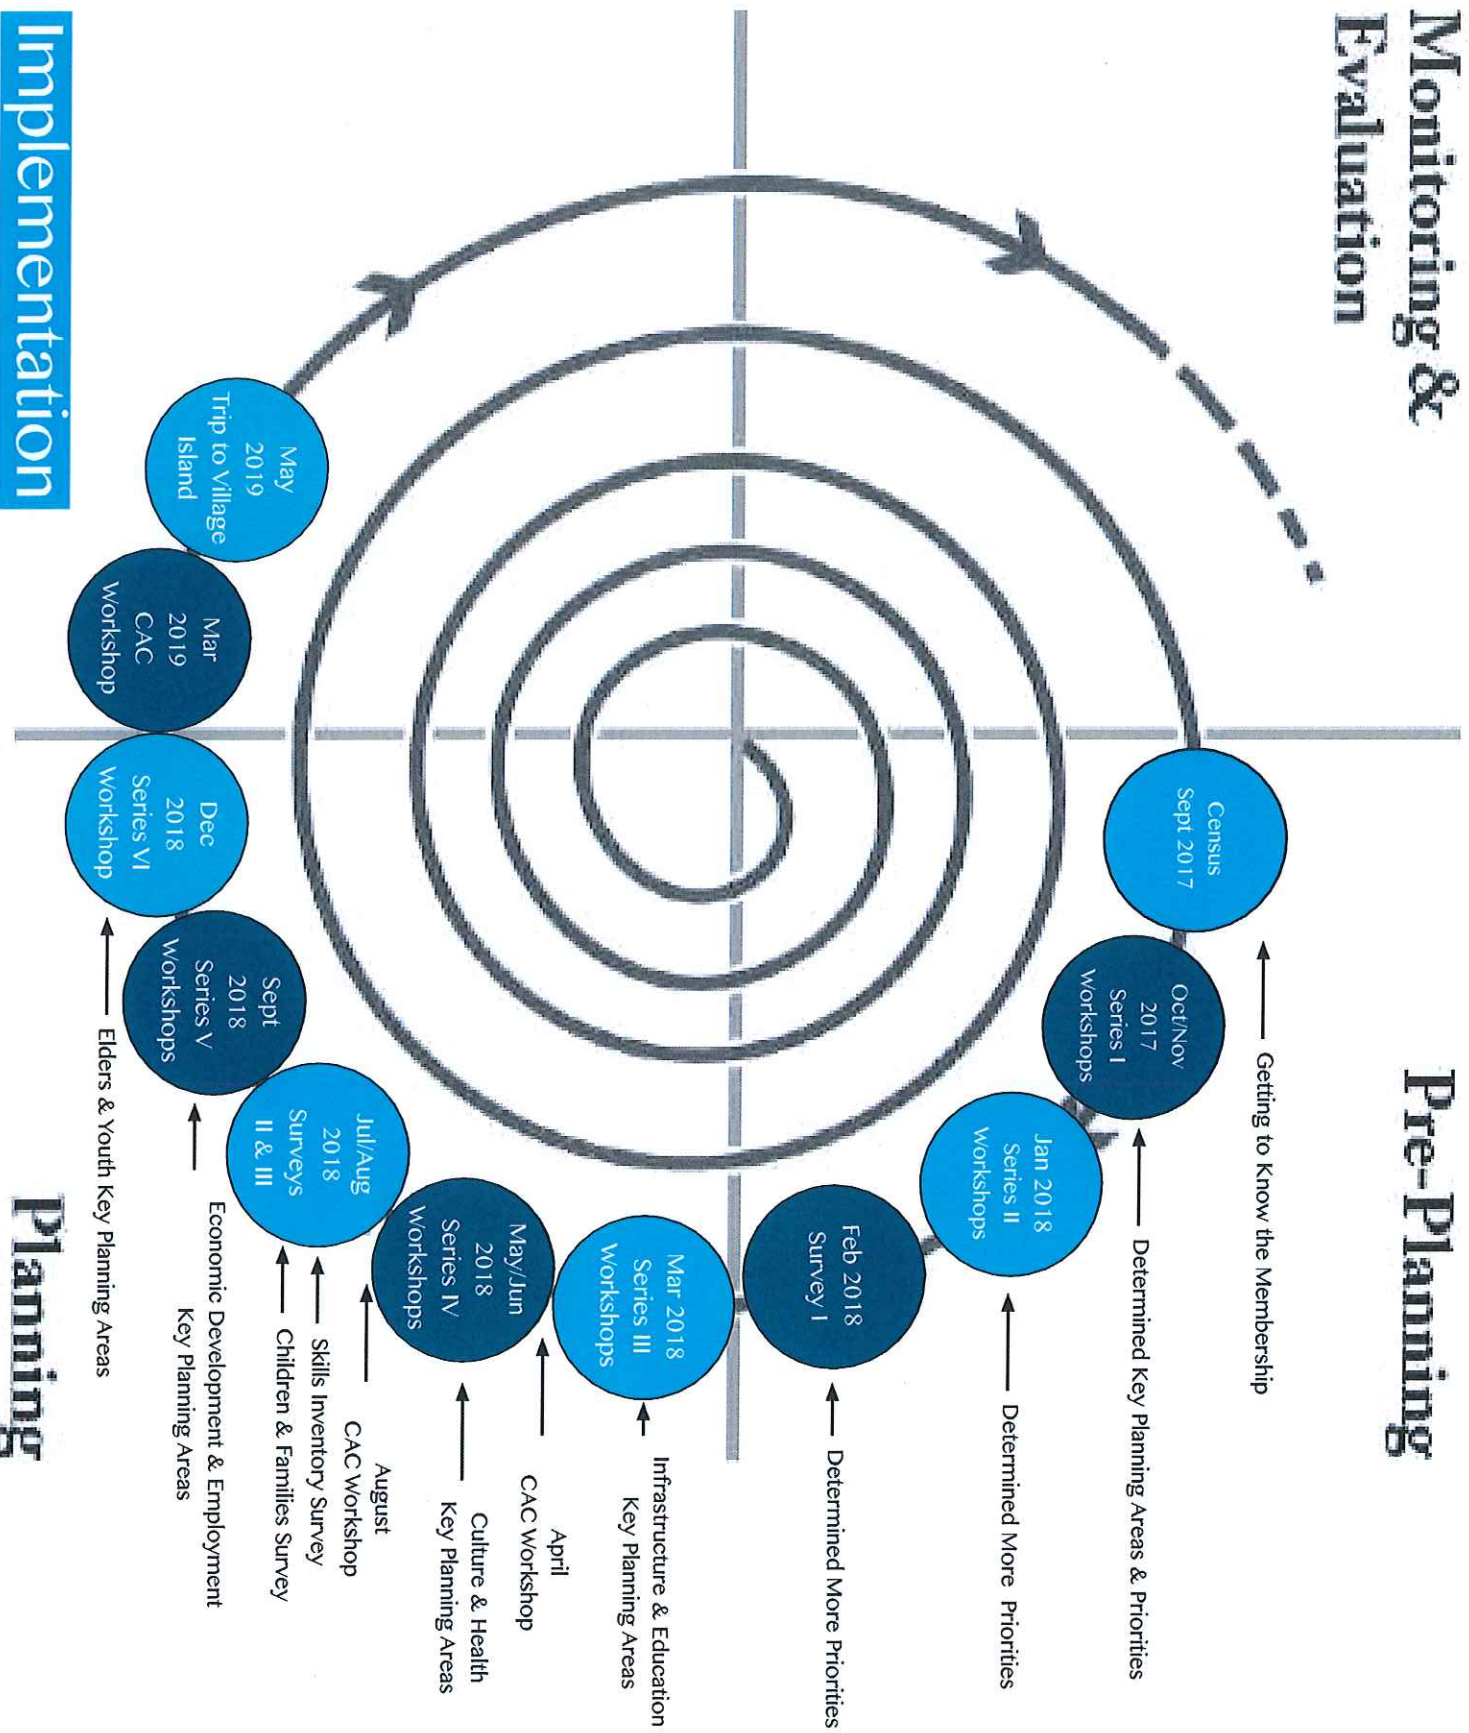 Monitoring &
Evaluation
Pre-Planning
Implementation
Planning
Census
Sept 2017
Getting to Know the Membership
Oct/Nov
2017
Series I
Workshops
Determined Key Planning Areas & Priorities
Jan 2018
Series II
Workshops
Determined More Priorities
Feb 2018
Survey I
Determined More Priorities
Mar 2018
Series III
Workshops
Infrastructure & Education
Key Planning Areas
April
CAC Workshop
May/Jun
2018
Series IV
Workshops
Culture & Health
Key Planning Areas
August
CAC Workshop
Jul/Aug
2018
Surveys
II & III
Skills Inventory Survey
Children & Families Survey
Sept
2018
Series V
Workshops
Economic Development & Employment
Key Planning Areas
Dec
2018
Series VI
Workshop
Elders & Youth Key Planning Areas
Mar
2019
CAC
Workshop
May
2019
Trip to Village
Island